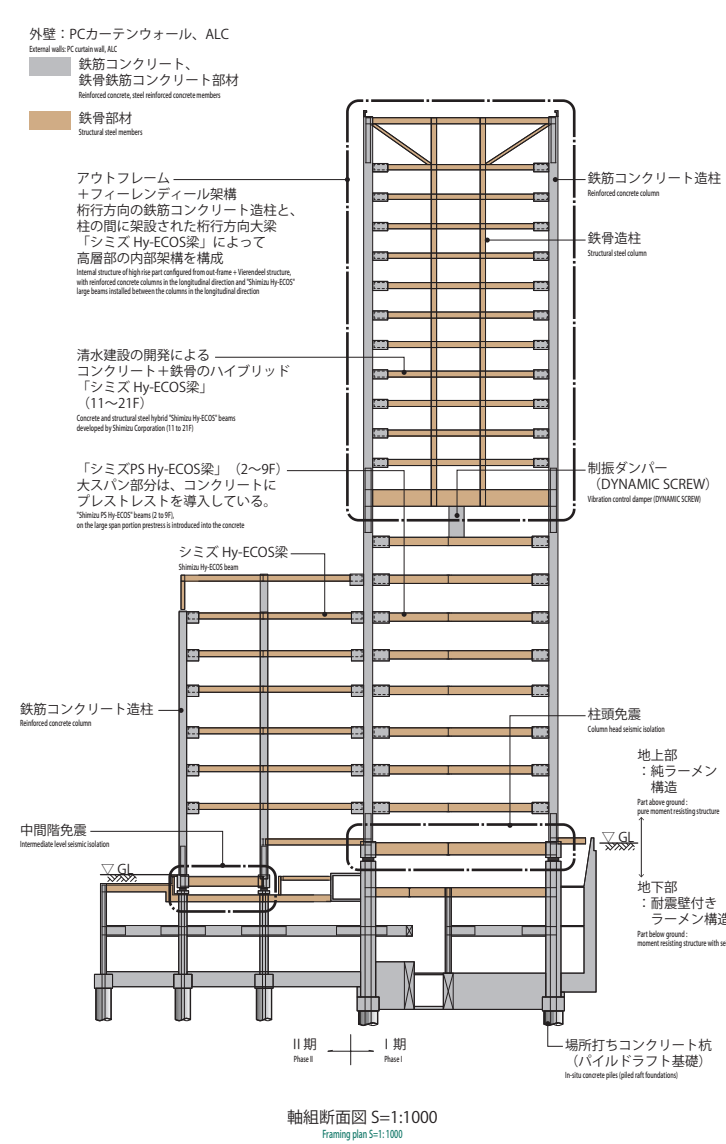 外壁：PCカーテンウォール、ALC
External walls: PC curtain wall, ALC
鉄筋コンクリート、
鉄骨鉄筋コンクリート部材
Reinforced concrete, steel reinforced concrete members
鉄骨部材
Structural steel members
アウトフレーム
＋フィーレンディール架構
桁行方向の鉄筋コンクリート造柱と、
柱の間に架設された桁行方向大梁
「シミズ Hy-ECOS梁」によって
高層部の内部架構を構成
Internal structure of high rise part configured from out-frame + Vierendeel structure,
with reinforced concrete columns in the longitudinal direction and "Shimizu Hy-ECOS"
large beams installed between the columns in the longitudinal direction
鉄筋コンクリート造柱
Reinforced concrete column
鉄骨造柱
Structural steel column
清水建設の開発による
コンクリート＋鉄骨のハイブリッド
「シミズ Hy-ECOS梁」
（11〜21F）
Concrete and structural steel hybrid "Shimizu Hy-ECOS" beams
developed by Shimizu Corporation (11 to 21F)
「シミズPS Hy-ECOS梁」（2〜9F）
大スパン部分は、コンクリートに
プレストレストを導入している。
"Shimizu PS Hy-ECOS" beams (2 to 9F),
on the large span portion prestress is introduced into the concrete
制振ダンパー
（DYNAMIC SCREW）
Vibration control damper (DYNAMIC SCREW)
シミズ Hy-ECOS梁
Shimizu Hy-ECOS beam
鉄筋コンクリート造柱
Reinforced concrete column
柱頭免震
Column head seismic isolation
地上部
：純ラーメン
構造
Part above ground :
pure moment resisting structure
中間階免震
Intermediate level seismic isolation
▽GL
▽GL
地下部
：耐震壁付き
ラーメン構造
Part below ground :
moment resisting structure with se
II期
Phase II
I期
Phase I
場所打ちコンクリート杭
（パイルドラフト基礎）
In-situ concrete piles (piled raft foundations)
軸組断面図 S=1:1000
Framing plan S=1: 1000